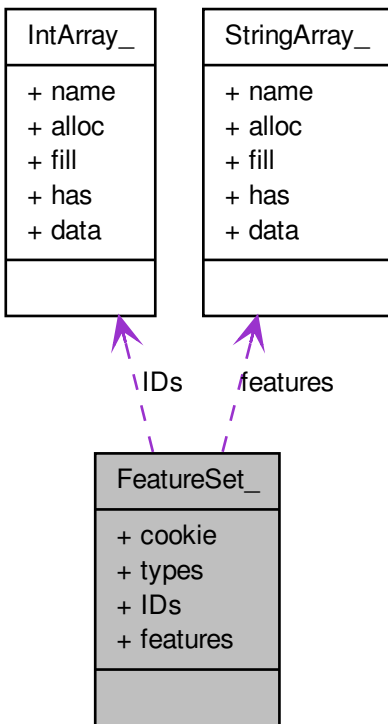 IntArray_
+ name
+ alloc
+ fill
+ has
+ data
StringArray_
+ name
+ alloc
+ fill
+ has
+ data
IDs
features
FeatureSet_
+ cookie
+ types
+ IDs
+ features